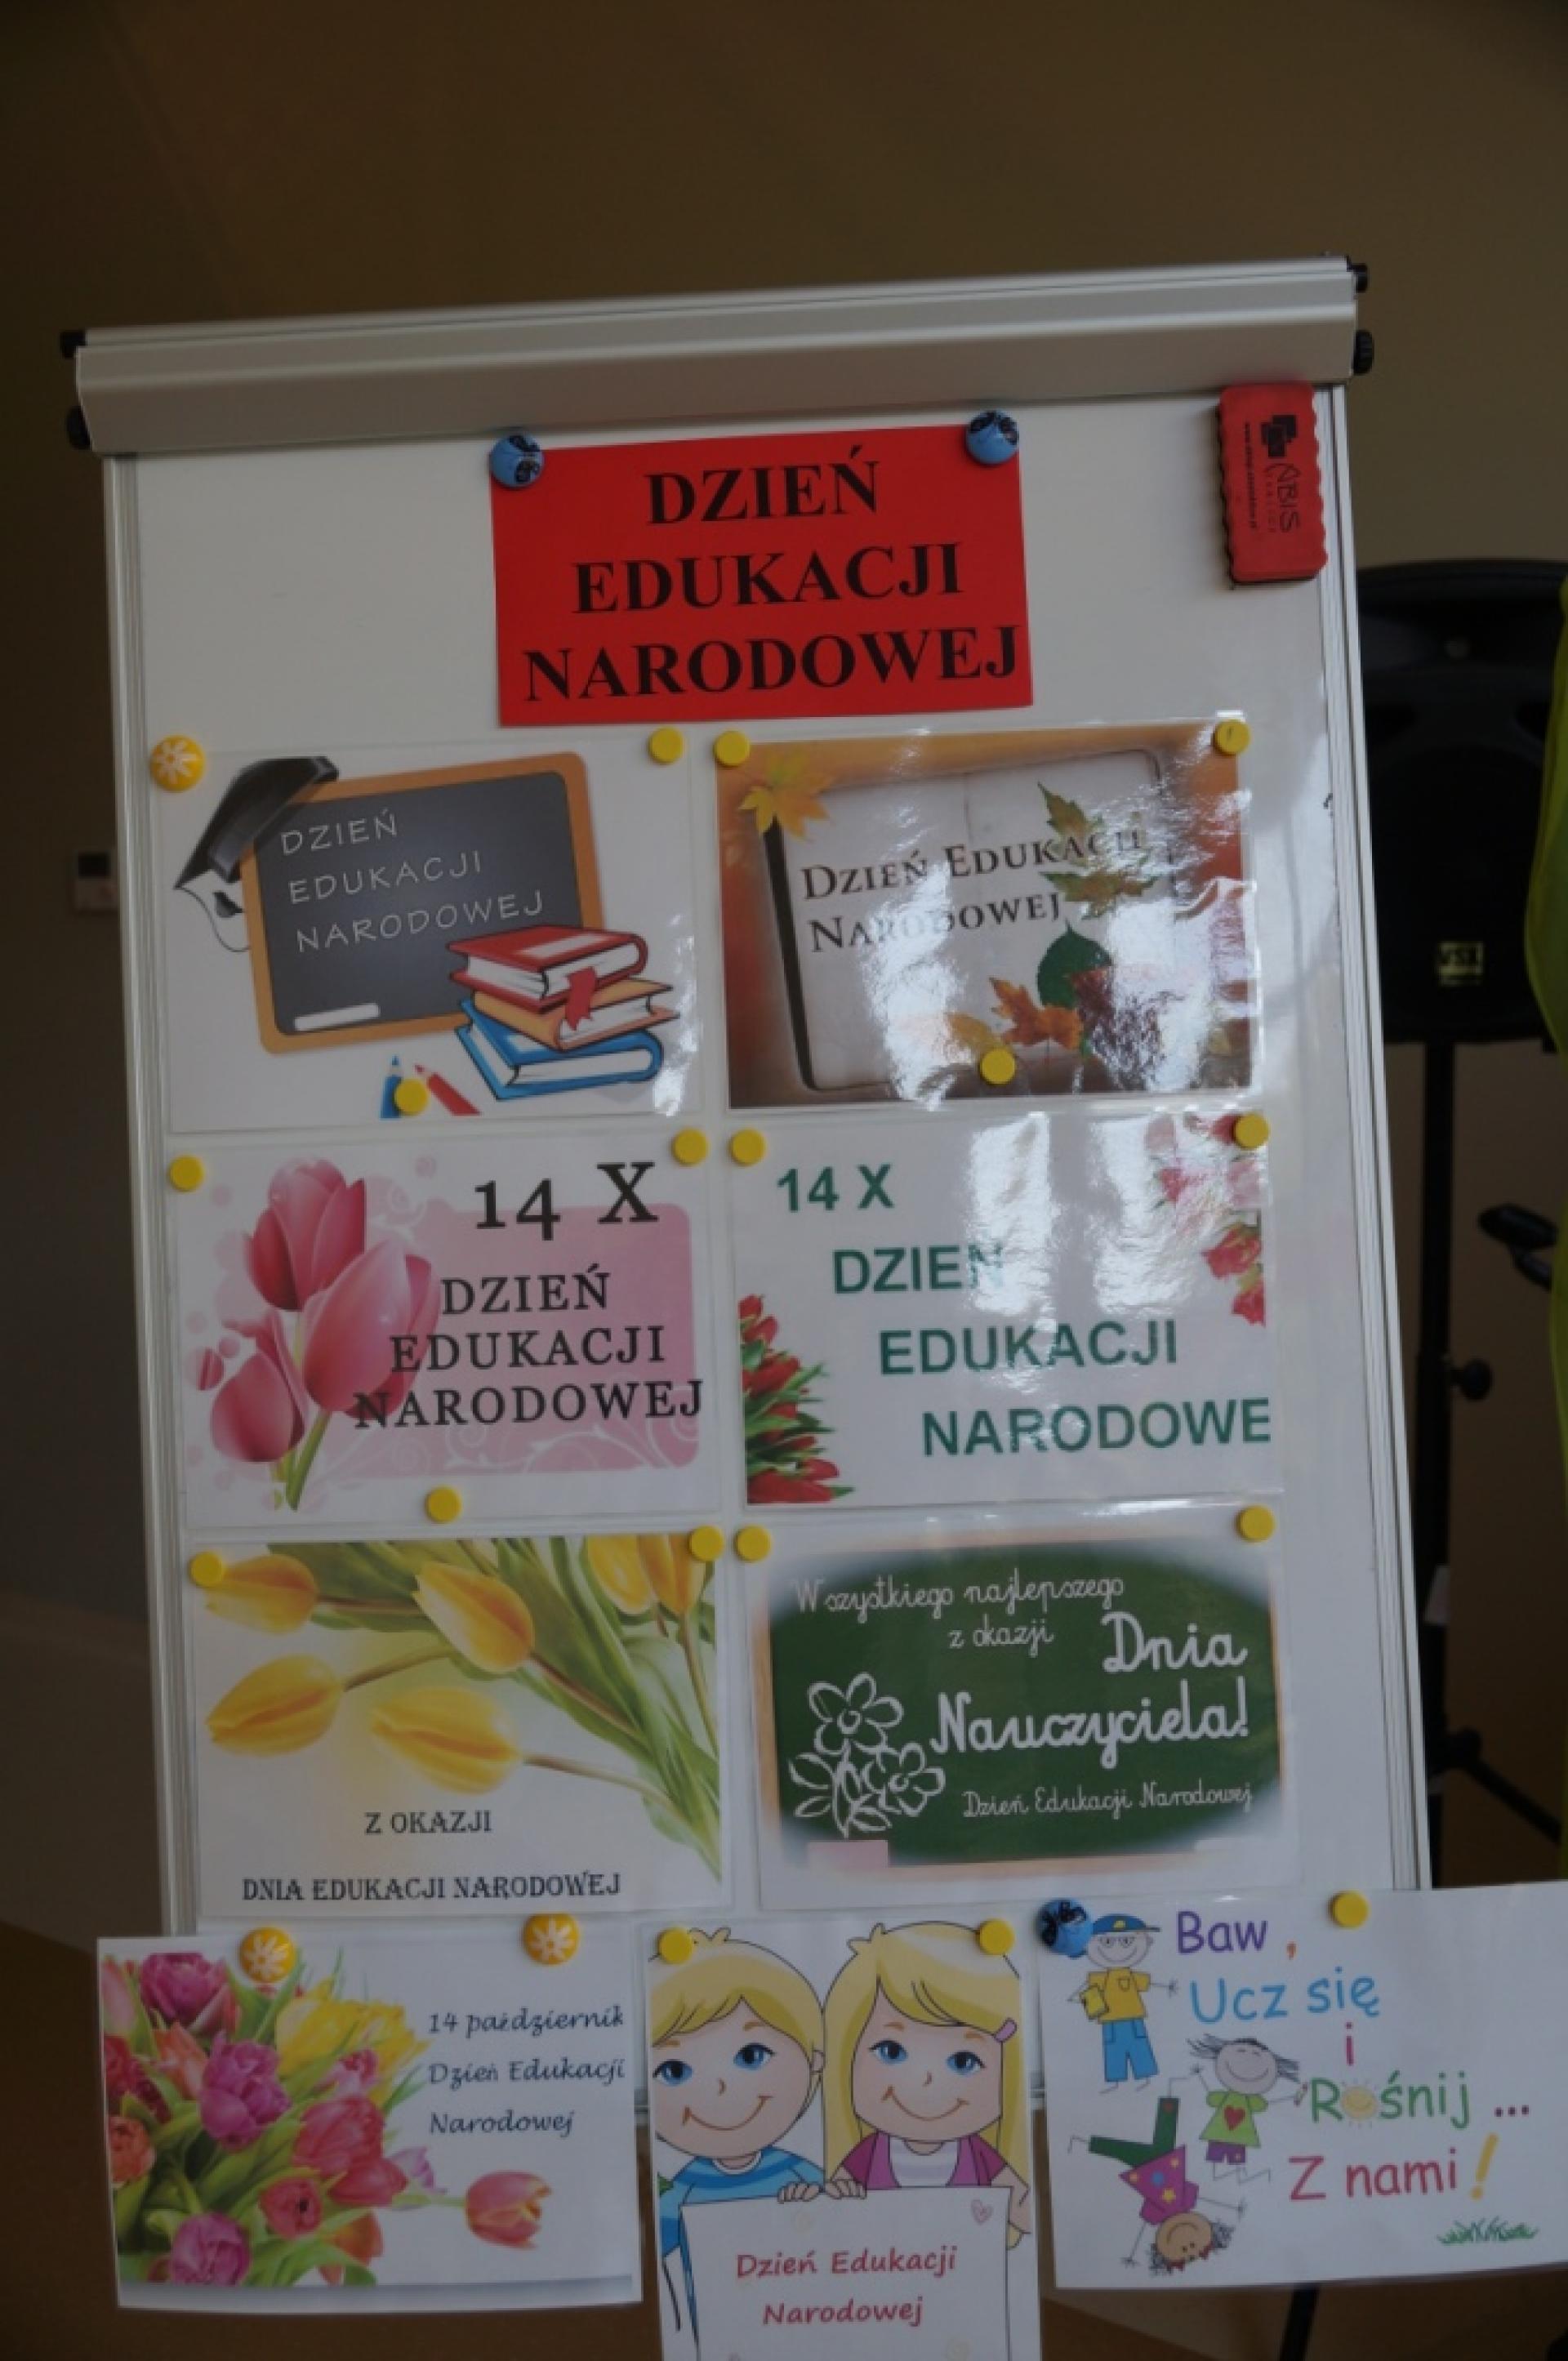 DZIEŃ
EDUKACJI
NARODOWEJ
ABIS
DZIEŃ
EDUKACJI
NARODOWEJ
DZIEŃ EDUKACJI
NARODOWEJ
14 X
DZIEŃ
EDUKACJI
NARODOWEJ
14 X
DZIEŃ
EDUKACJI
NARODOWE
Z OKAZJI
DNIA EDUKACJI NARODOWEJ
Wszystkiego najlepszego
z okazji Dnia
Nauczyciela!
Dzień Edukacji Narodowej
14 październik
Dzień Edukacji
Narodowej
Dzień Edukacji
Narodowej
Baw ,
Ucz się
i
Rośnij ...
Z nami !
VSX